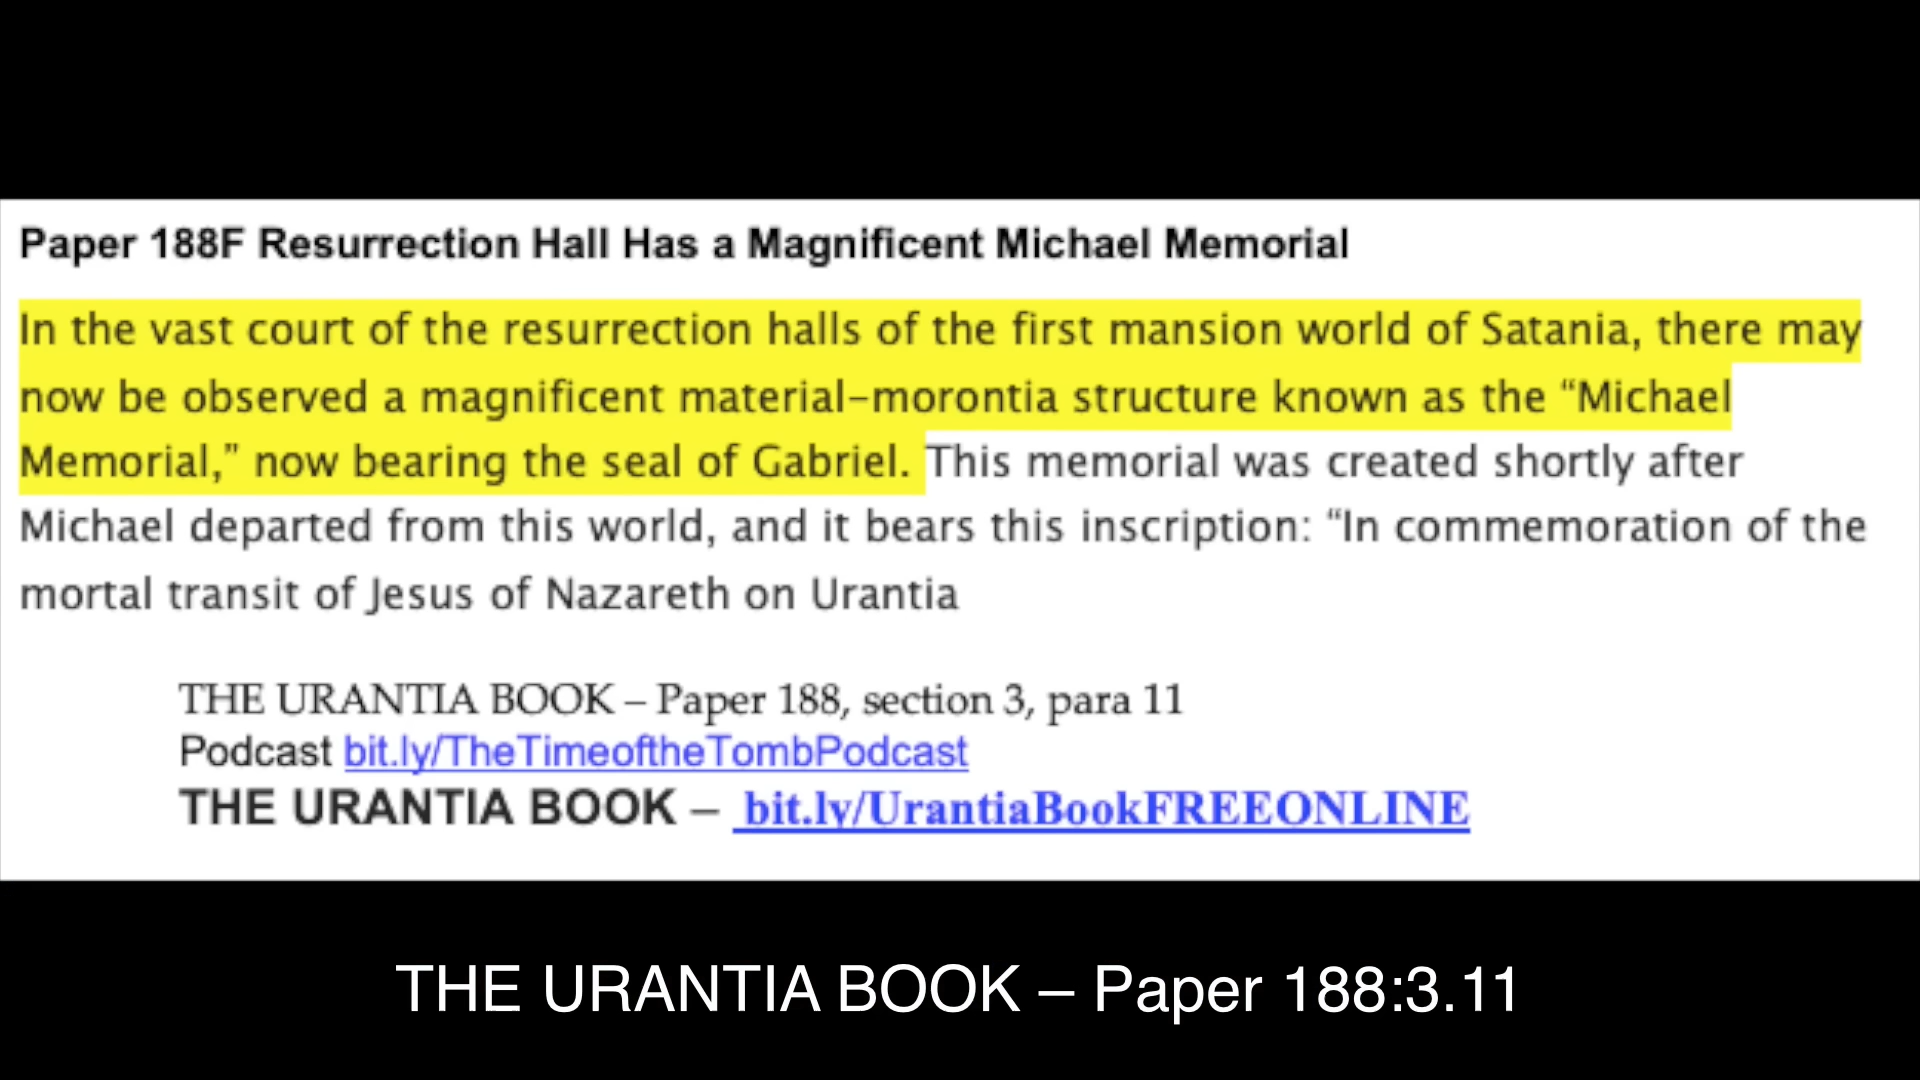 Paper 188F Resurrection Hall Has a Magnificent Michael Memorial
In the vast court of the resurrection halls of the first mansion world of Satania, there may
now be observed a magnificent material–morontia structure known as the “Michael
Memorial,” now bearing the seal of Gabriel. This memorial was created shortly after
Michael departed from this world, and it bears this inscription: “In commemoration of the
mortal transit of Jesus of Nazareth on Urantia
THE URANTIA BOOK – Paper 188, section 3, para 11
Podcast bit.ly/TheTimeoftheTombPodcast
THE URANTIA BOOK – bit.ly/UrantiaBookFREEONLINE
THE URANTIA BOOK – Paper 188:3.11